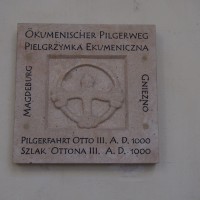 Ökumenischer Pilgerweg
Pielgrzymka Ekumeniczna
Magdeburg
Gniezno
Pilgerfahrt Otto III. A. D. 1000
Szlak Ottona III. A. D. 1000